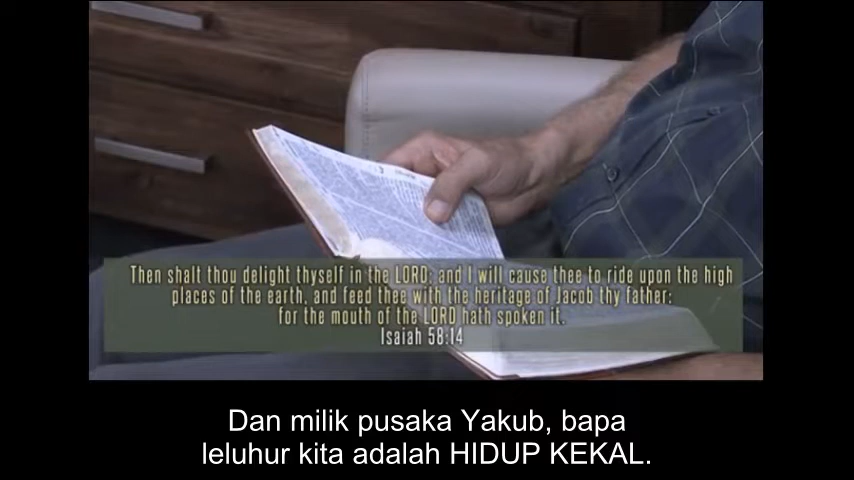 Then shalt thou delight thyself in the LORD; and I will cause thee to ride upon the high
places of the earth, and feed thee with the heritage of Jacob thy father:
for the mouth of the LORD hath spoken it.
Isaiah 58:14
Dan milik pusaka Yakub, bapa
leluhur kita adalah HIDUP KEKAL.